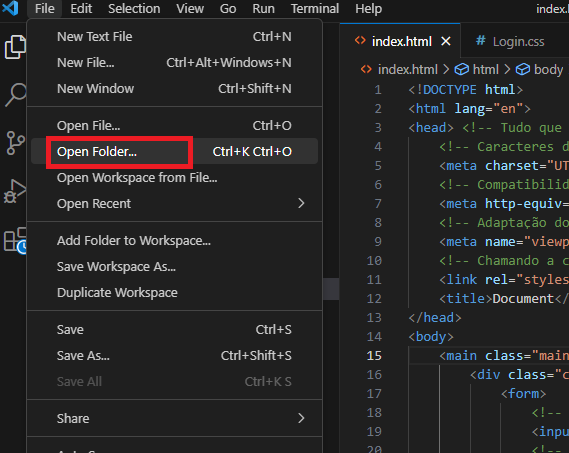 File Edit Selection View Go Run Terminal Help index.
New Text File Ctrl+N
New File... Ctrl+Alt+Windows+N
New Window Ctrl+Shift+N
Open File... Ctrl+O
Open Folder... Ctrl+K Ctrl+O
Open Workspace from File...
Open Recent
Add Folder to Workspace...
Save Workspace As...
Duplicate Workspace
Save Ctrl+S
Save As... Ctrl+Shift+S
Save All Ctrl+K S
Share
index.html # Login.css
index.html > html > body
1 <!DOCTYPE html>
2 <html lang="en">
3 <head> <!-- Tudo que
4 <!-- Caracteres d
5 <meta charset="UT
6 <!-- Compatibilid
7 <meta http-equiv=
8 <!-- Adaptação do
9 <meta name="viewp
10 <!-- Chamando a c
11 <link rel="styles
12 <title>Document</
13 </head>
14 <body>
15 <main class="main
16 <div class="c
17 <form>
18 <!--
19 <inpu
20 <!--